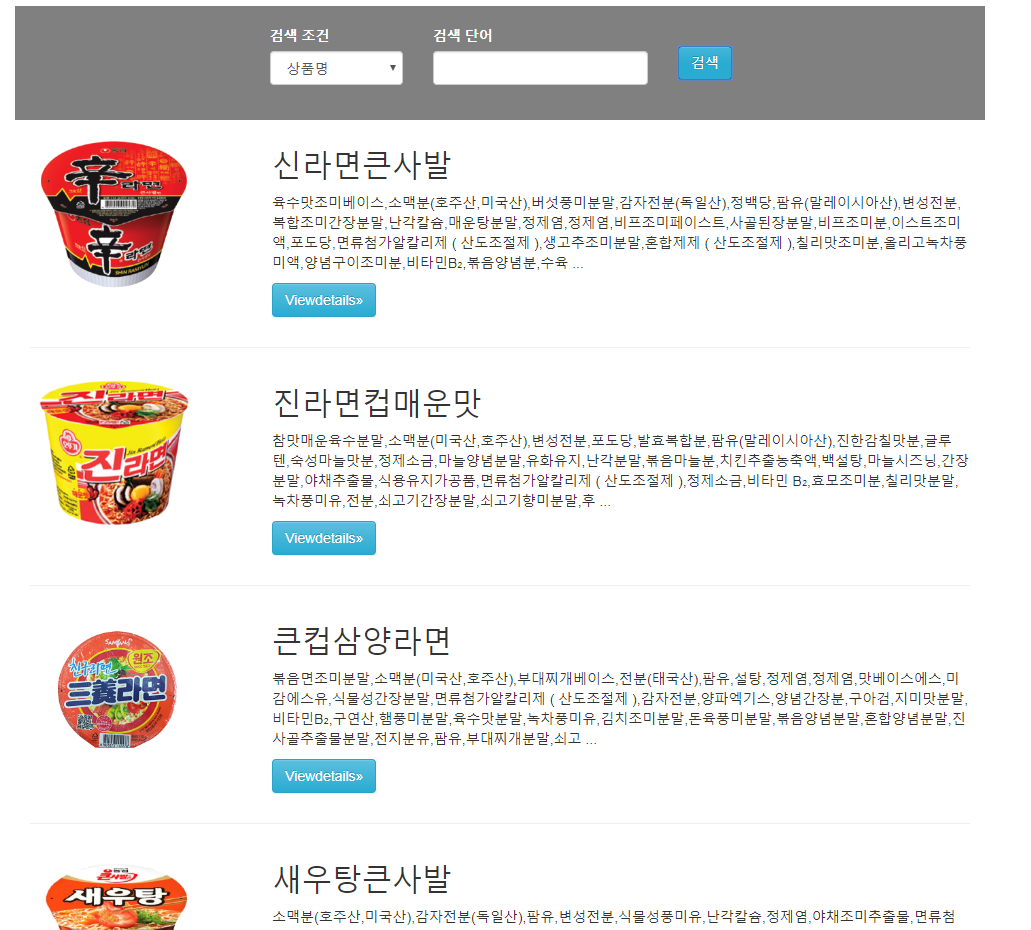 검색 조건
검색 단어
상품명
검색
辛라면
辛라면
SHIN RAMYUN
신라면큰사발
육수맛조미베이스,소맥분(호주산,미국산),버섯풍미분말,감자전분(독일산),정백당,팜유(말레이시아산),변성전분,
복합조미간장분말,난각칼슘,매운탕분말,정제염,정제염,비프조미페이스트,사골된장분말,비프조미분,이스트조미
액,포도당,면류첨가알칼리제 ( 산도조절제 ),생고추조미분말,혼합제제 ( 산도조절제 ),칠리맛조미분,올리고녹차풍
미액,양념구이조미분,비타민B₂,볶음양념분,수육 ...
Viewdetails»
진라면
진라면
진라면컵매운맛
참맛매운육수분말,소맥분(미국산,호주산),변성전분,포도당,발효복합분,팜유(말레이시아산),진한감칠맛분,글루
텐,숙성마늘맛분,정제소금,마늘양념분말,유화유지,난각분말,볶음마늘분,치킨추출농축액,백설탕,마늘시즈닝,간장
분말,야채추출물,식용유지가공품,면류첨가알칼리제 ( 산도조절제 ),정제소금,비타민 B₂,효모조미분,칠리맛분말,
녹차풍미유,전분,쇠고기간장분말,쇠고기향미분말,후 ...
Viewdetails»
원조
三養라면
큰컵삼양라면
볶음면조미분말,소맥분(미국산,호주산),부대찌개베이스,전분(태국산),팜유,설탕,정제염,정제염,맛베이스에스,미
감에스유,식물성간장분말,면류첨가알칼리제 ( 산도조절제 ),감자전분,양파엑기스,양념간장분,구아검,지미맛분말,
비타민B₂,구연산,햄풍미분말,육수맛분말,녹차풍미유,김치조미분말,돈육풍미분말,볶음양념분말,혼합양념분말,진
사골추출물분말,전지분유,팜유,부대찌개분말,쇠고 ...
Viewdetails»
큰사발
새우탕
새우탕큰사발
소맥분(호주산,미국산),감자전분(독일산),팜유,변성전분,식물성풍미유,난각칼슘,정제염,야채조미추출물,면류첨